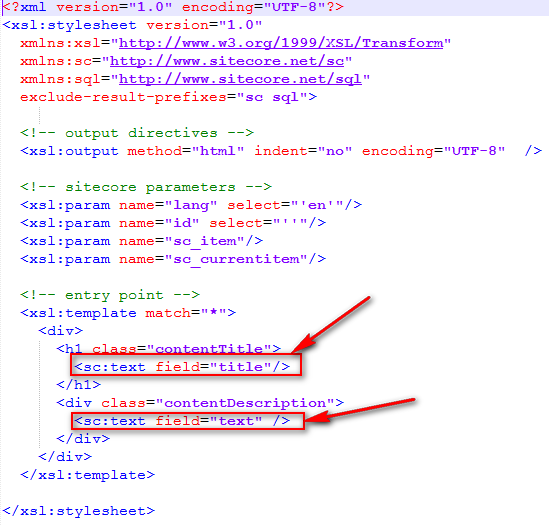 <?xml version="1.0" encoding="UTF-8"?>
<xsl:stylesheet version="1.0"
xmlns:xsl="http://www.w3.org/1999/XSL/Transform"
xmlns:sc="http://www.sitecore.net/sc"
xmlns:sql="http://www.sitecore.net/sql"
exclude-result-prefixes="sc sql">
<!-- output directives -->
<xsl:output method="html" indent="no" encoding="UTF-8"  />
<!-- sitecore parameters -->
<xsl:param name="lang" select="'en'"/>
<xsl:param name="id" select="''"/>
<xsl:param name="sc_item"/>
<xsl:param name="sc_currentitem"/>
<!-- entry point -->
<xsl:template match="*">
<div>
<h1 class="contentTitle">
<sc:text field="title"/>
</h1>
<div class="contentDescription">
<sc:text field="text" />
</div>
</div>
</xsl:template>
</xsl:stylesheet>